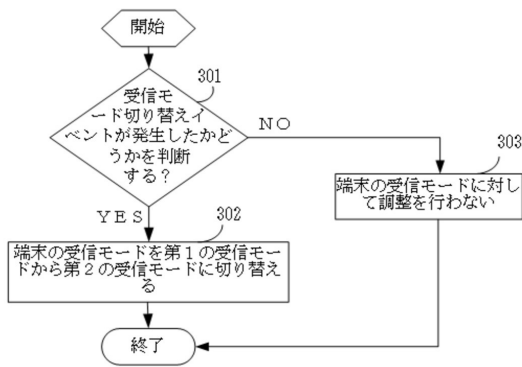 開始
301
受信モ
ード切り替えイ
ベントが発生したかど
うかを判断
する？
ＮＯ
303
端末の受信モードに対し
て調整を行わない
ＹＥＳ
302
端末の受信モードを第１の受信モー
ドから第２の受信モードに切り替え
る
終了